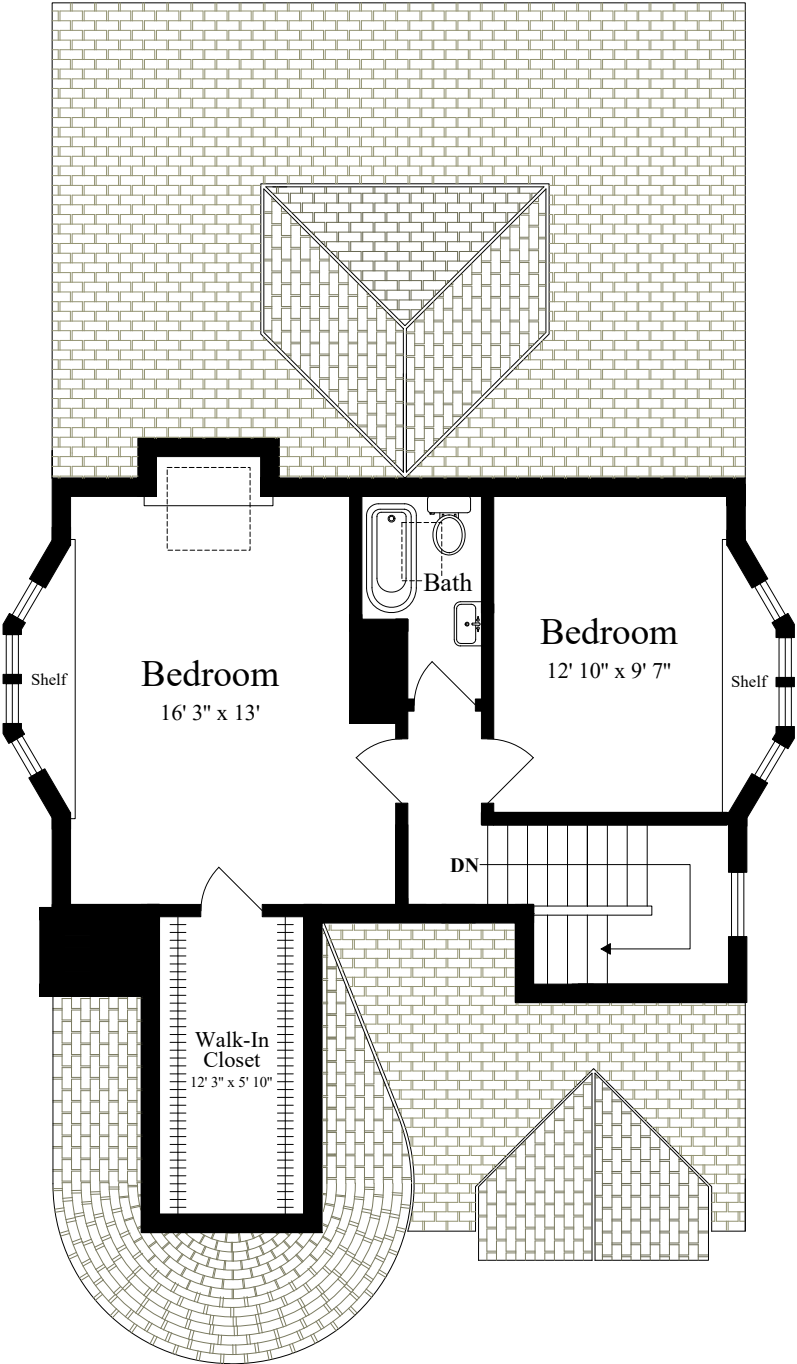 Bath
Bedroom
12' 10" x 9' 7"
Shelf
Bedroom
16' 3" x 13'
Shelf
DN
Walk-In
Closet
12' 3" x 5' 10"